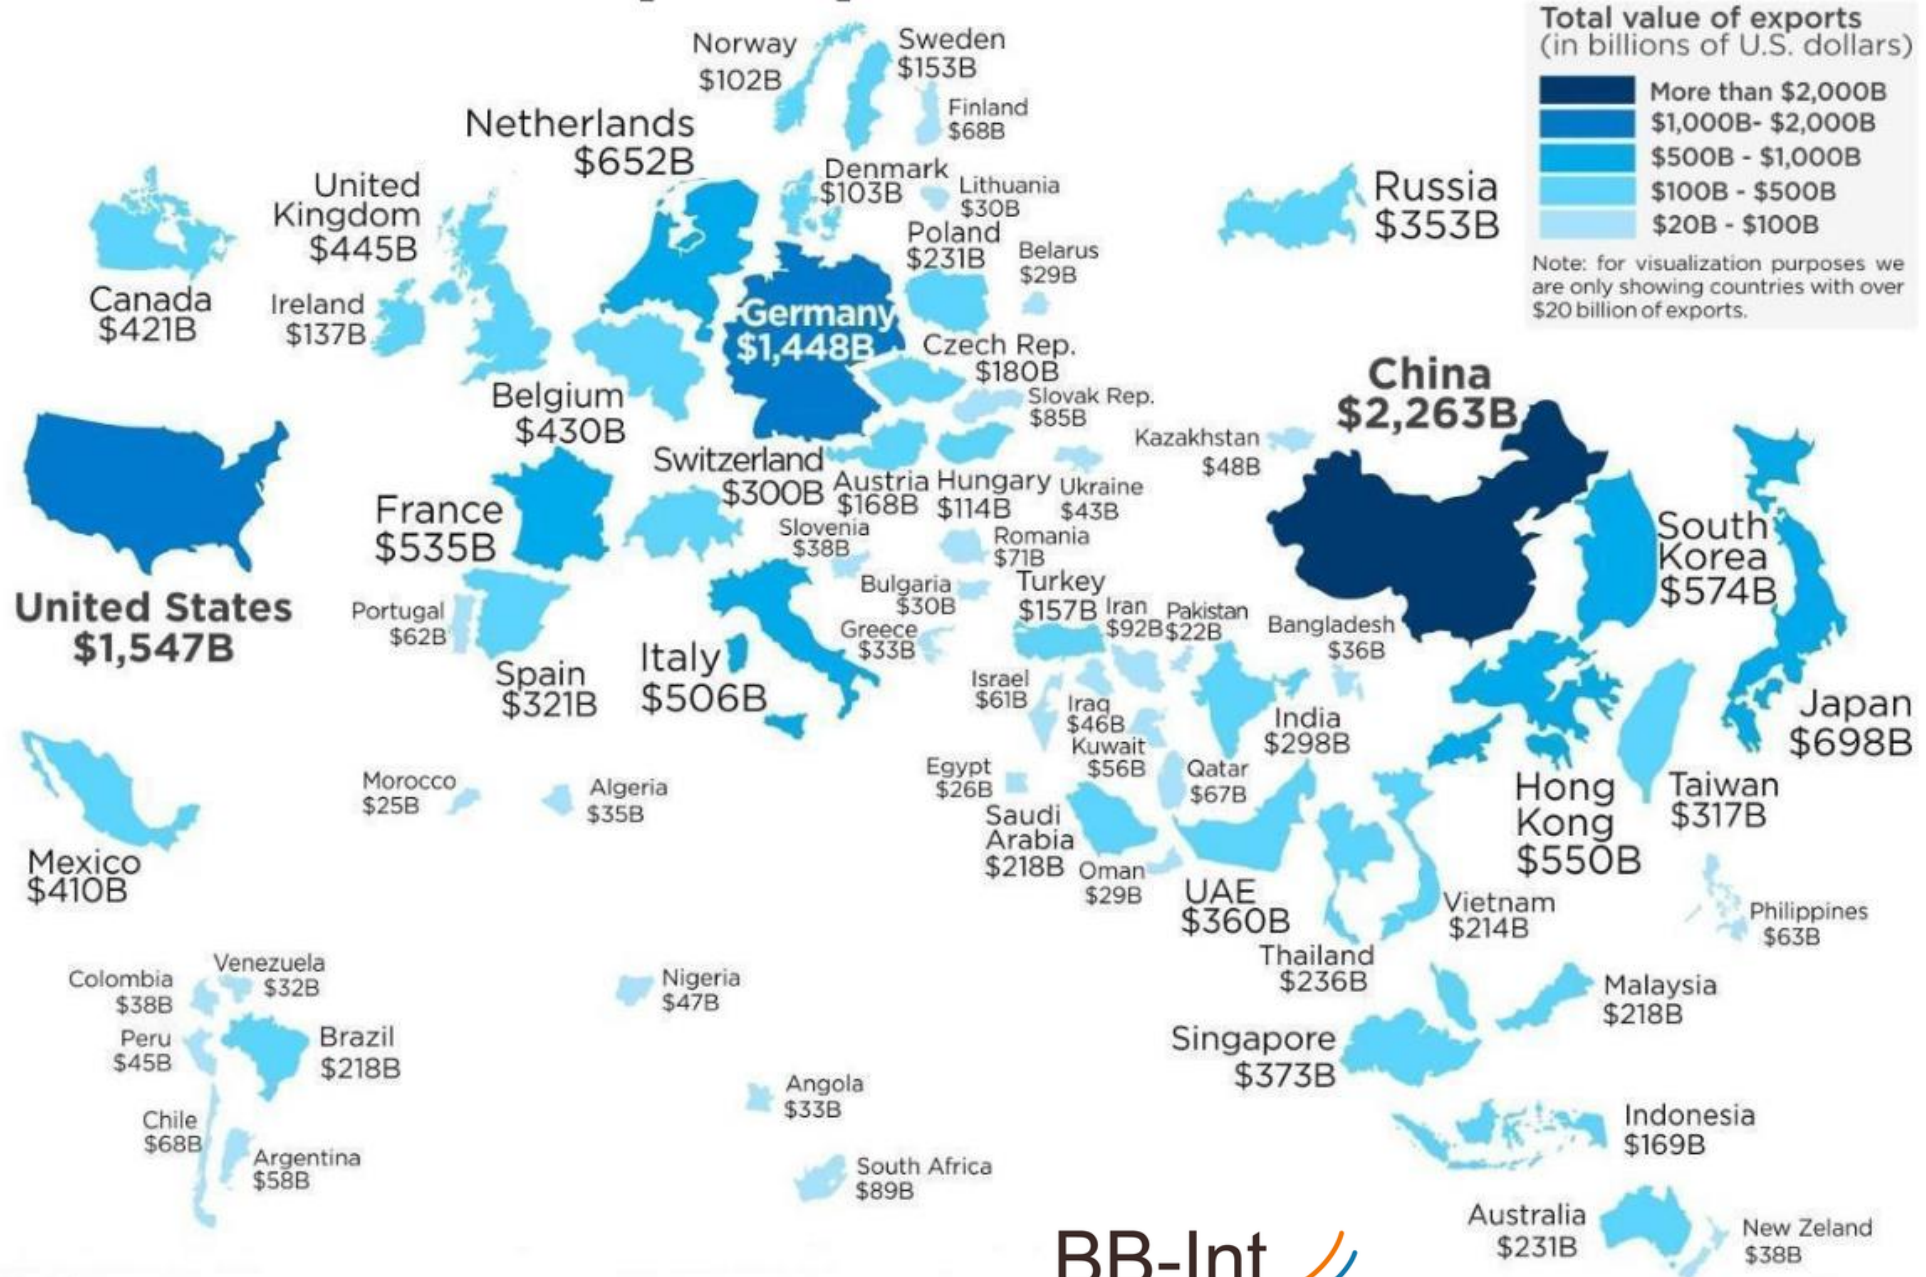 Total value of exports
(in billions of U.S. dollars)
More than $2,000B
$1,000B- $2,000B
$500B - $1,000B
$100B - $500B
$20B - $100B
Note: for visualization purposes we
are only showing countries with over
$20 billion of exports.
Norway
$102B
Sweden
$153B
Finland
$68B
Netherlands
$652B
Denmark
$103B
Lithuania
$30B
United
Kingdom
$445B
Russia
$353B
Poland
$231B
Belarus
$29B
Canada
$421B
Ireland
$137B
Germany
$1,448B
Czech Rep.
$180B
Slovak Rep.
$85B
China
$2,263B
Belgium
$430B
Kazakhstan
$48B
Switzerland
$300B
Austria
$168B
Hungary
$114B
Ukraine
$43B
France
$535B
Slovenia
$38B
Romania
$71B
South
Korea
$574B
United States
$1,547B
Portugal
$62B
Bulgaria
$30B
Turkey
$157B
Iran
$92B
Pakistan
$22B
Bangladesh
$36B
Greece
$33B
Spain
$321B
Italy
$506B
Israel
$61B
Iraq
$46B
India
$298B
Japan
$698B
Kuwait
$56B
Qatar
$67B
Egypt
$26B
Morocco
$25B
Algeria
$35B
Hong
Kong
$550B
Taiwan
$317B
Saudi
Arabia
$218B
Oman
$29B
Mexico
$410B
UAE
$360B
Vietnam
$214B
Philippines
$63B
Thailand
$236B
Colombia
$38B
Venezuela
$32B
Nigeria
$47B
Malaysia
$218B
Peru
$45B
Brazil
$218B
Singapore
$373B
Angola
$33B
Chile
$68B
Argentina
$58B
Indonesia
$169B
South Africa
$89B
Australia
$231B
New Zeland
$38B
BB-Int